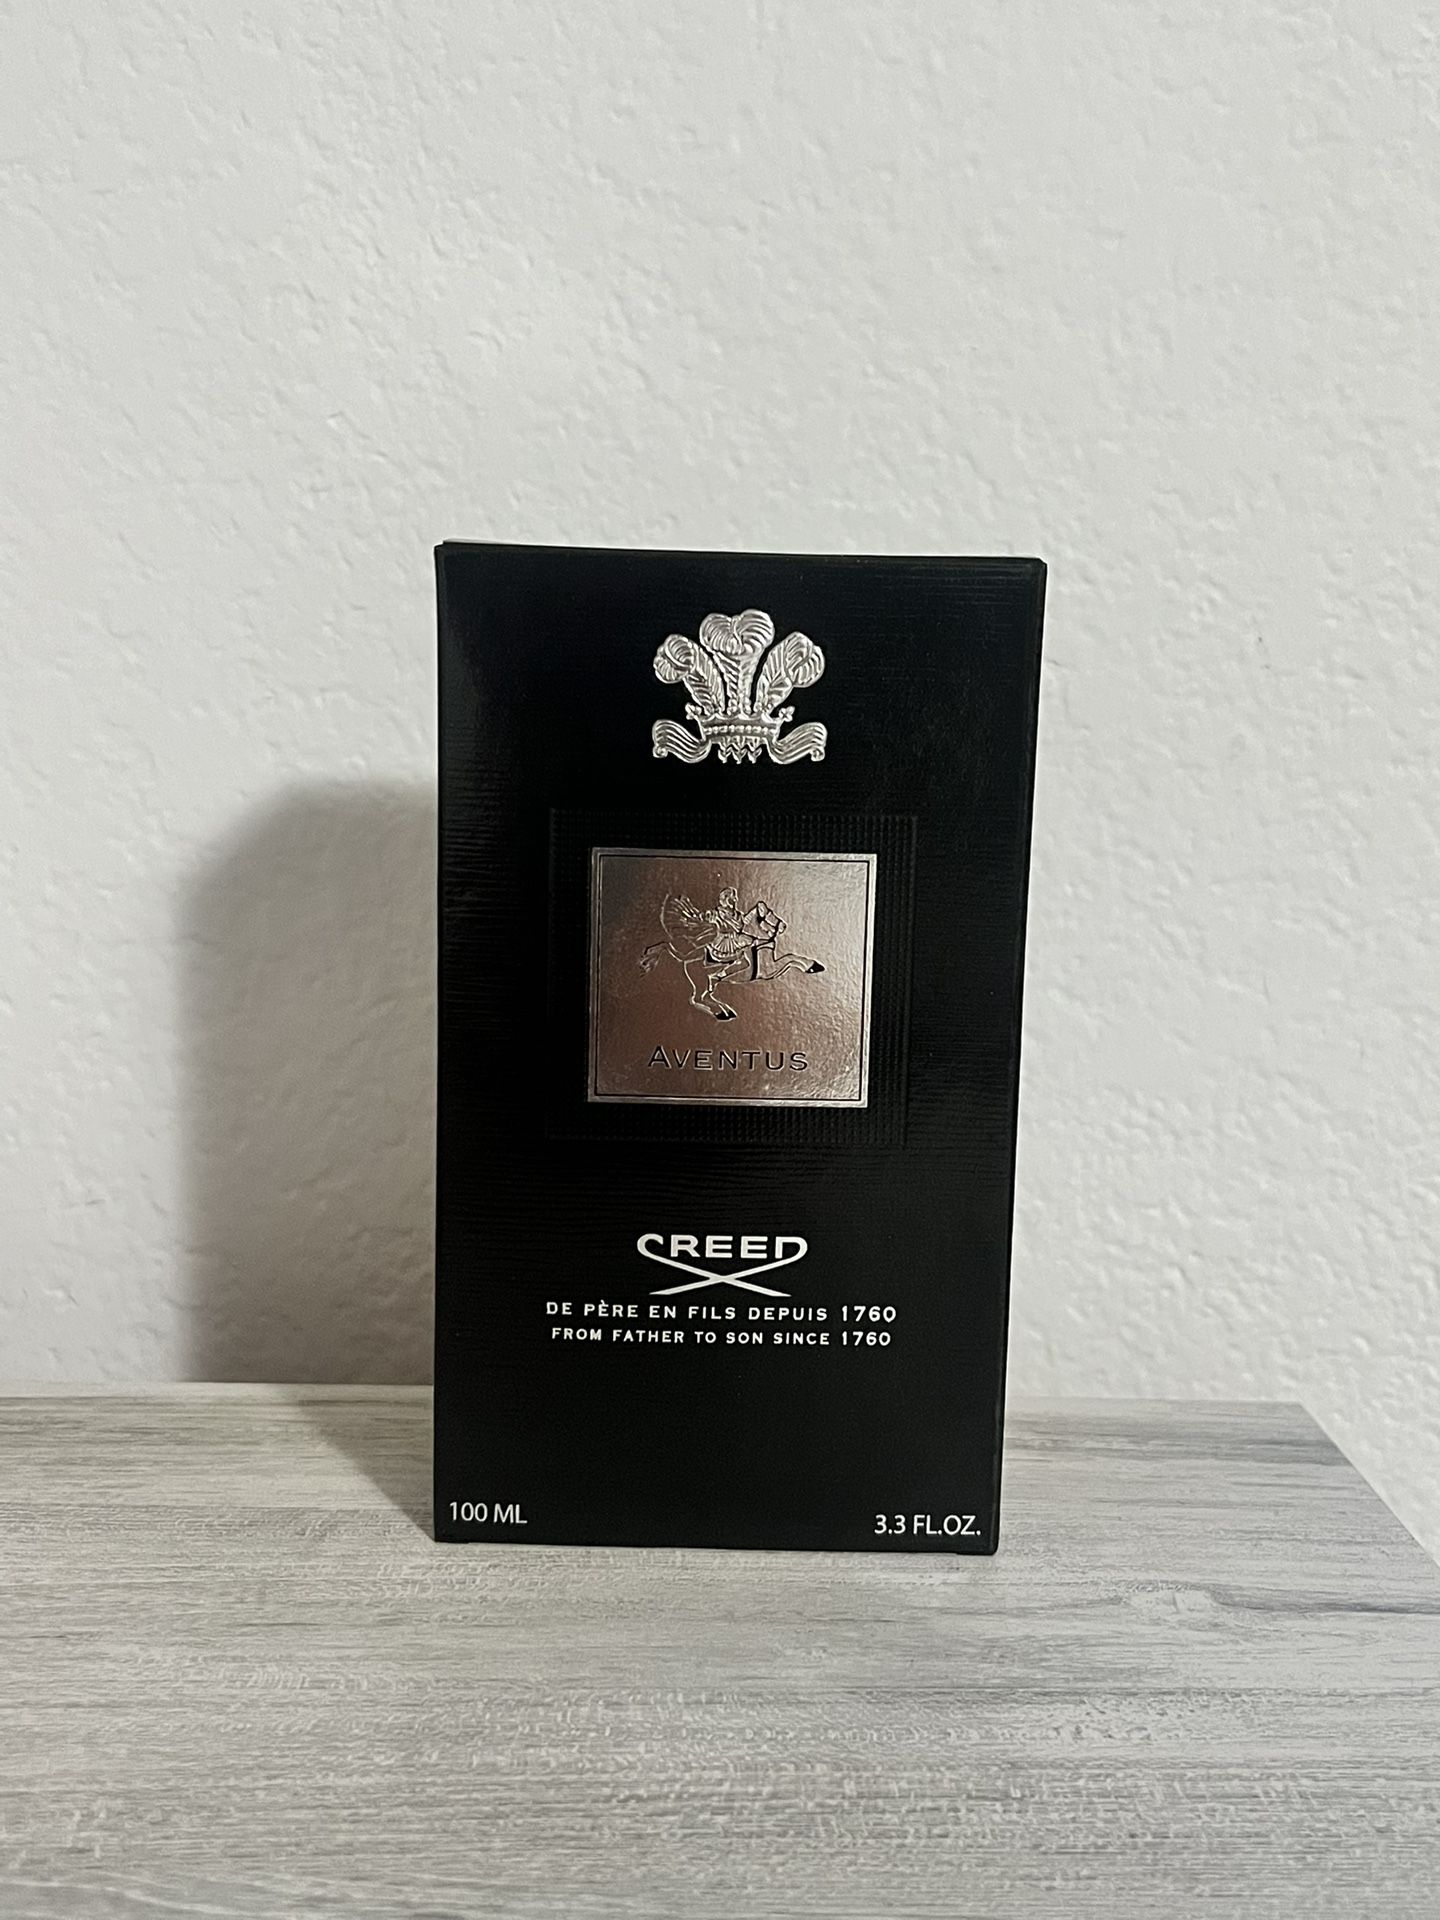 AVENTUS
CREED
DE PÈRE EN FILS DEPUIS 1760
FROM FATHER TO SON SINCE 1760
100 ML
3.3 FL.OZ.